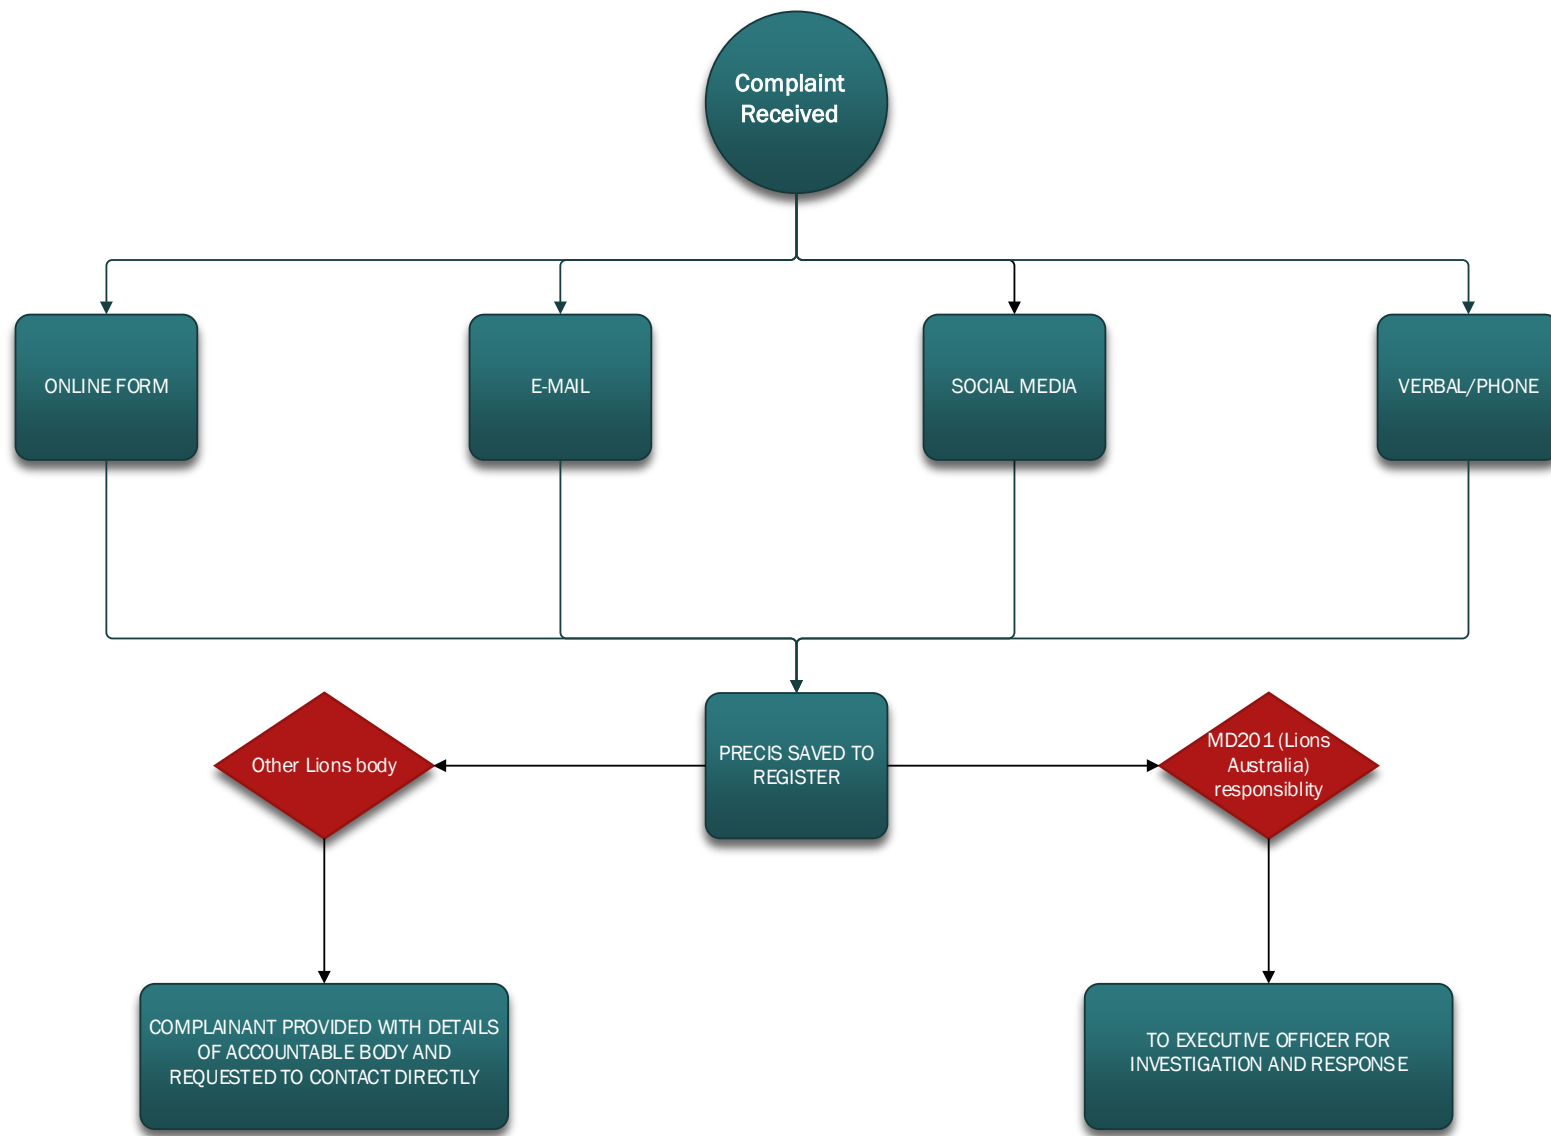 Complaint
Received
ONLINE FORM
E-MAIL
SOCIAL MEDIA
VERBAL/PHONE
Other Lions body
PRECIS SAVED TO
REGISTER
MD201 (Lions
Australia)
responsiblity
COMPLAINANT PROVIDED WITH DETAILS
OF ACCOUNTABLE BODY AND
REQUESTED TO CONTACT DIRECTLY
TO EXECUTIVE OFFICER FOR
INVESTIGATION AND RESPONSE